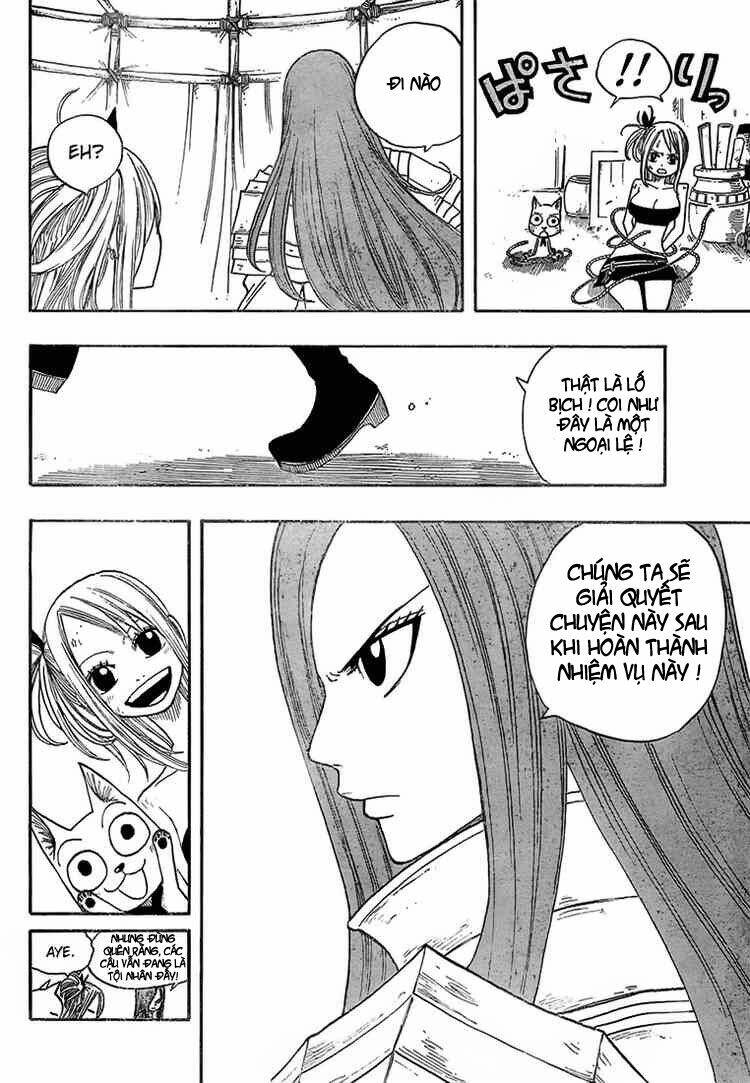 ぱさりっ
!!
ĐI NÀO
EH?
THẬT LÀ LỐ
BỊCH ! COI NHƯ
ĐÂY LÀ MỘT
NGOẠI LỆ !
CHÚNG TA SẼ
GIẢI QUYẾT
CHUYỆN NÀY SAU
KHI HOÀN THÀNH
NHIỆM VỤ NÀY !
NHƯNG ĐỪNG
QUÊN RẰNG, CÁC
CẬU VẪN ĐANG LÀ
TỘI NHÂN ĐẤY!
AYE.